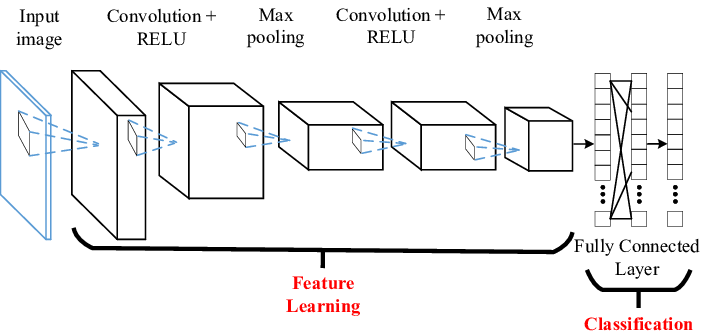 Input
image
Convolution +
RELU
Max
pooling
Convolution +
RELU
Max
pooling
Fully Connected
Layer
Feature
Learning
Classification